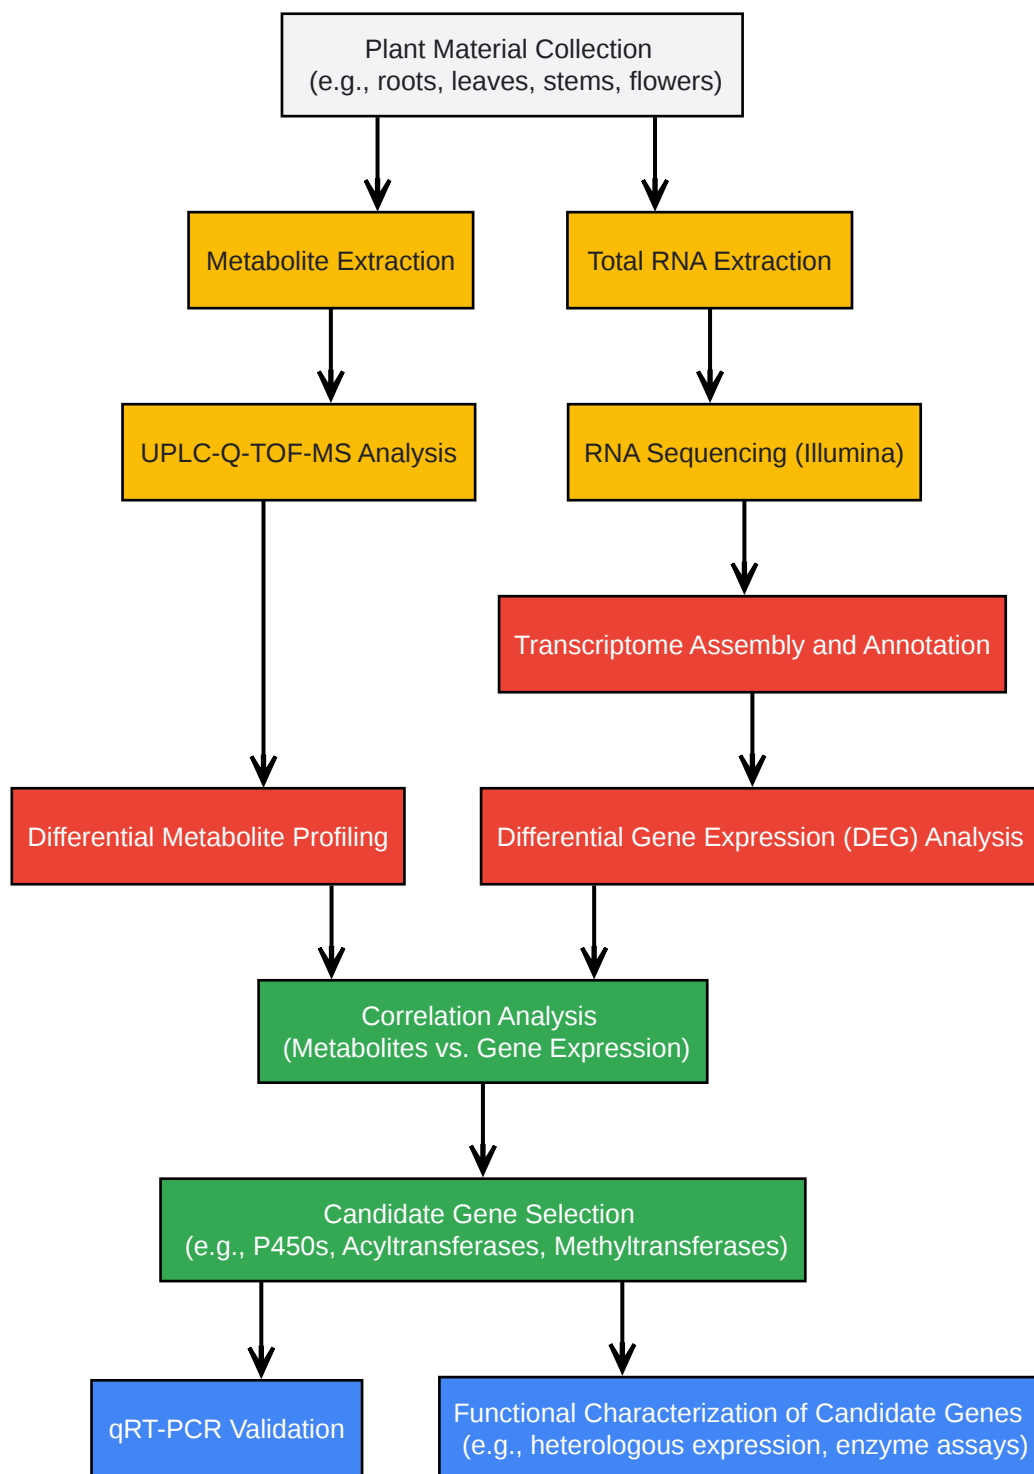 Plant Material Collection
(e.g., roots, leaves, stems, flowers)
Metabolite Extraction
Total RNA Extraction
UPLC-Q-TOF-MS Analysis
RNA Sequencing (Illumina)
Transcriptome Assembly and Annotation
Differential Metabolite Profiling
Differential Gene Expression (DEG) Analysis
Correlation Analysis
(Metabolites vs. Gene Expression)
Candidate Gene Selection
(e.g., P450s, Acyltransferases, Methyltransferases)
qRT-PCR Validation
Functional Characterization of Candidate Genes
(e.g., heterologous expression, enzyme assays)